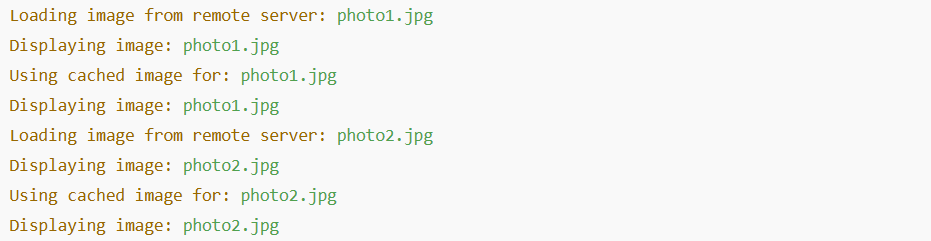 Loading image from remote server: photo1.jpg
Displaying image: photo1.jpg
Using cached image for: photo1.jpg
Displaying image: photo1.jpg
Loading image from remote server: photo2.jpg
Displaying image: photo2.jpg
Using cached image for: photo2.jpg
Displaying image: photo2.jpg